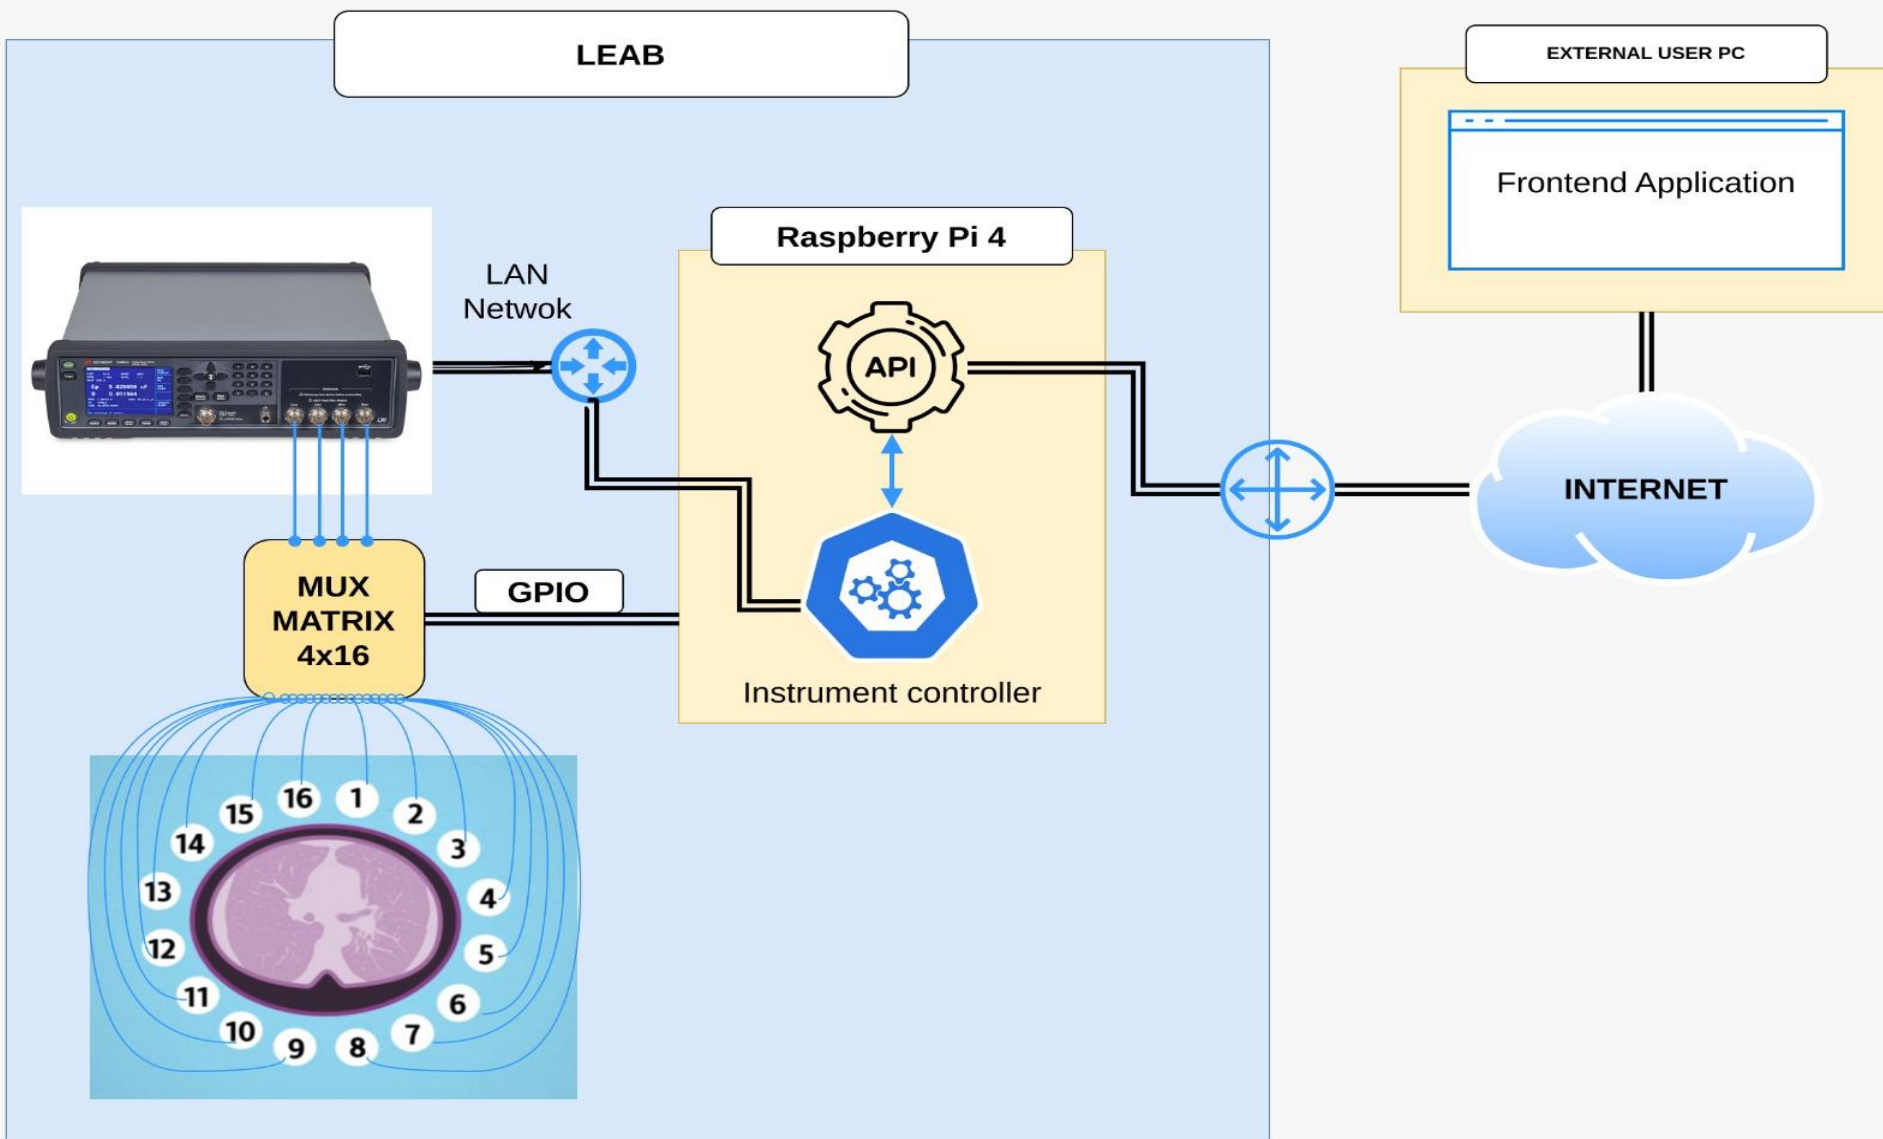 LEAB
EXTERNAL USER PC
Frontend Application
Raspberry Pi 4
LAN
Netwok
API
INTERNET
MUX
MATRIX
4x16
GPIO
Instrument controller
16
1
15
2
14
3
13
4
12
5
11
6
10
7
9
8